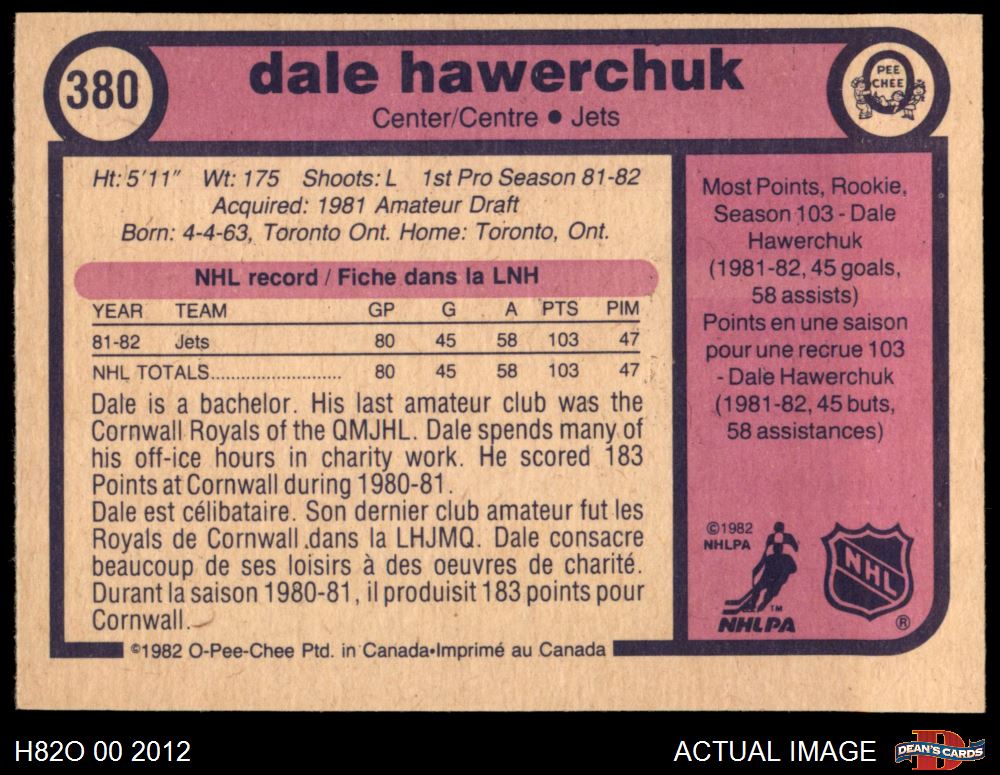 380
dale hawerchuk
Center/Centre ● Jets
O
PEE
CHEE
Ht: 5'11" Wt: 175 Shoots: L 1st Pro Season 81-82
Acquired: 1981 Amateur Draft
Born: 4-4-63, Toronto Ont. Home: Toronto, Ont.
NHL record / Fiche dans la LNH
YEAR TEAM GP G A PTS PIM
81-82 Jets 80 45 58 103 47
NHL TOTALS........................ 80 45 58 103 47
Dale is a bachelor. His last amateur club was the
Cornwall Royals of the QMJHL. Dale spends many of
his off-ice hours in charity work. He scored 183
Points at Cornwall during 1980-81.
Dale est célibataire. Son dernier club amateur fut les
Royals de Cornwall dans la LHJMQ. Dale consacre
beaucoup de ses loisirs à des oeuvres de charité.
Durant la saison 1980-81, il produisit 183 points pour
Cornwall.
©1982 O-Pee-Chee Ptd. in Canada•Imprimé au Canada
Most Points, Rookie,
Season 103 - Dale
Hawerchuk
(1981-82, 45 goals,
58 assists)
Points en une saison
pour une recrue 103
- Dale Hawerchuk
(1981-82, 45 buts,
58 assistances)
©1982
NHLPA
TM
NHLPA
NHL
®
H82O 00 2012
ACTUAL IMAGE
D
DEAN'S CARDS